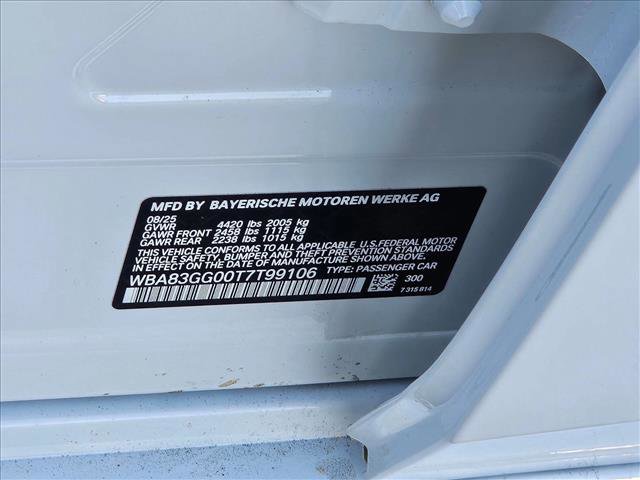 MFD BY BAYERISCHE MOTOREN WERKE AG
08/25
GVWR 4420 lbs 2005 kg
GAWR FRONT 2458 lbs 1115 kg
GAWR REAR 2238 lbs 1015 kg
THIS VEHICLE CONFORMS TO ALL APPLICABLE U.S.FEDERAL MOTOR
VEHICLE SAFETY, BUMPER, AND THEFT PREVENTION STANDARDS
IN EFFECT ON THE DATE OF MANUFACTURE SHOWN ABOVE.
WBA83GG00T7T99106 TYPE: PASSENGER CAR
300
7 315 814